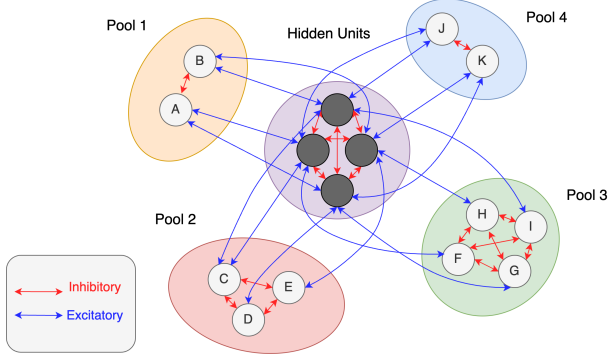 Pool 1
Hidden Units
Pool 4
J
K
B
A
Pool 3
H
I
F
G
Pool 2
C
E
D
Inhibitory
Excitatory